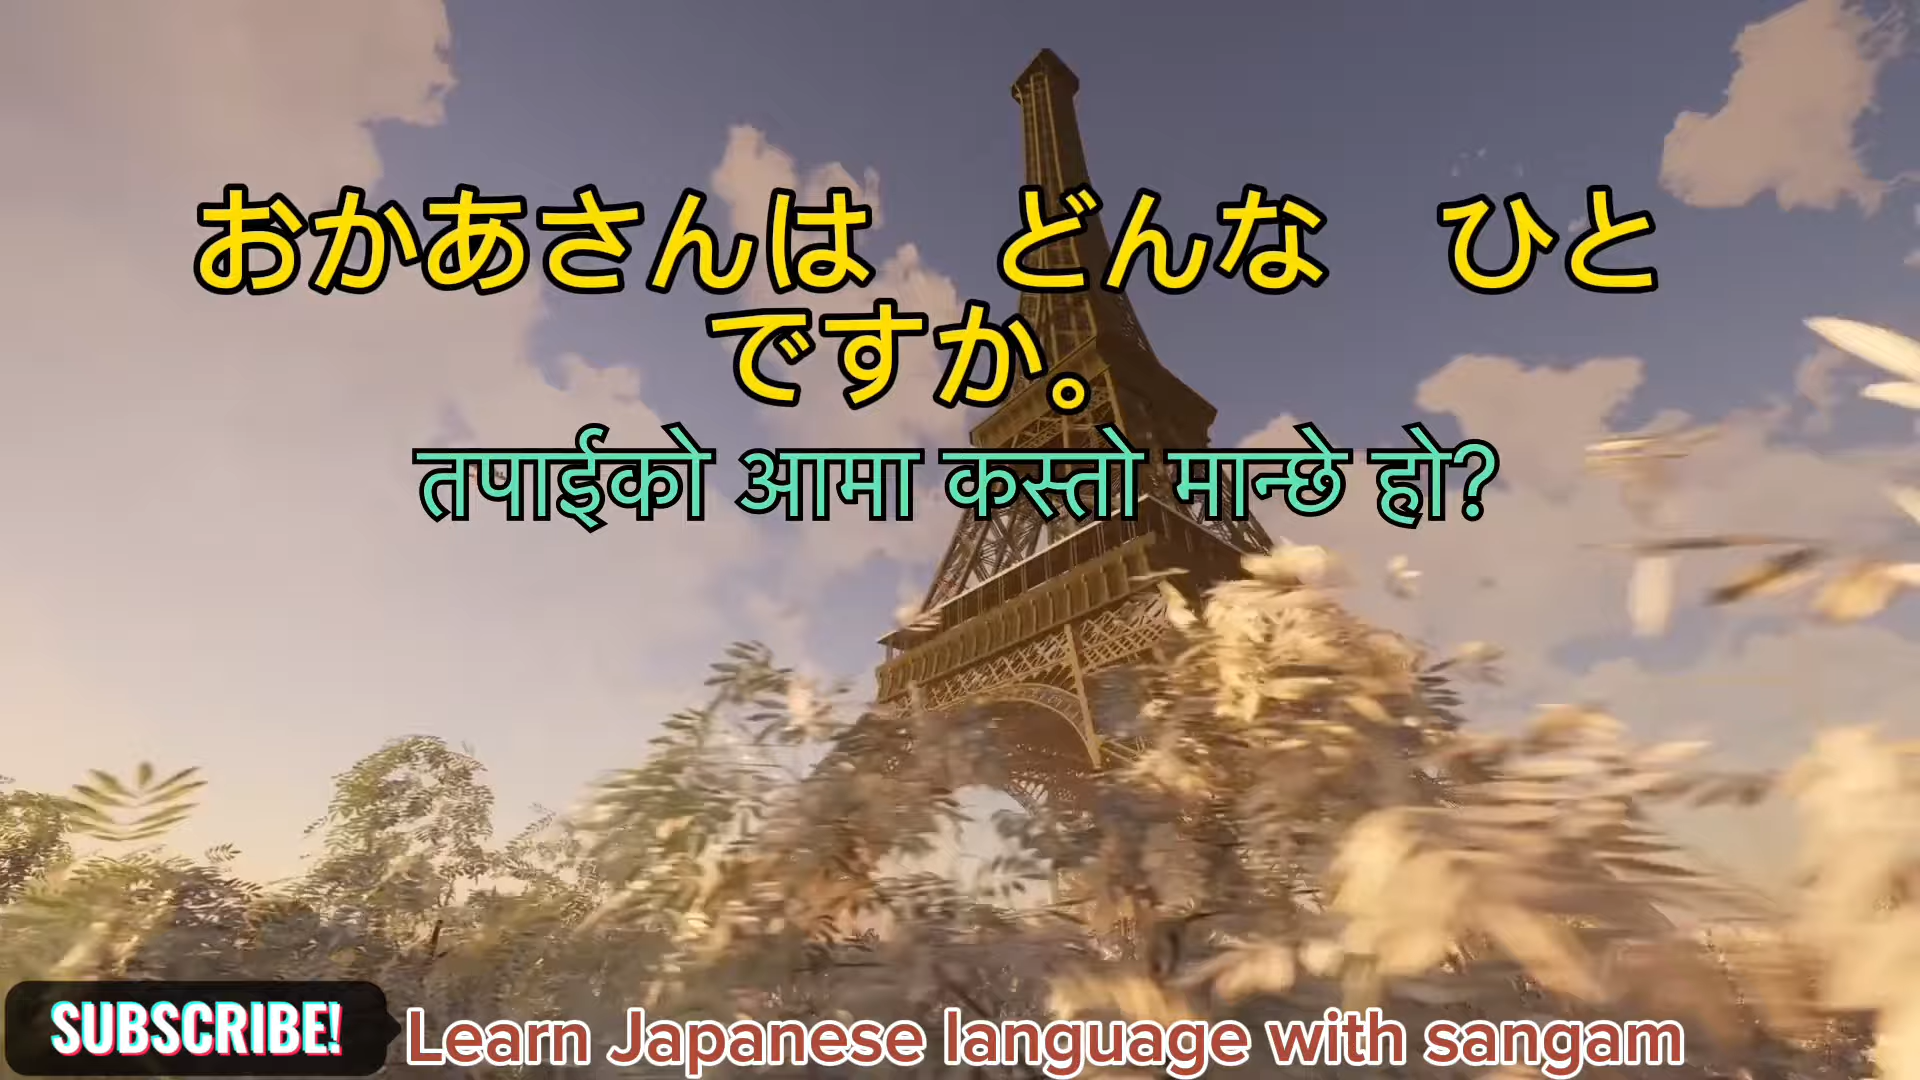 おかあさんは　どんな　ひと
ですか。
तपाईको आमा कस्तो मान्छे हो?
SUBSCRIBE!
Learn Japanese language with sangam